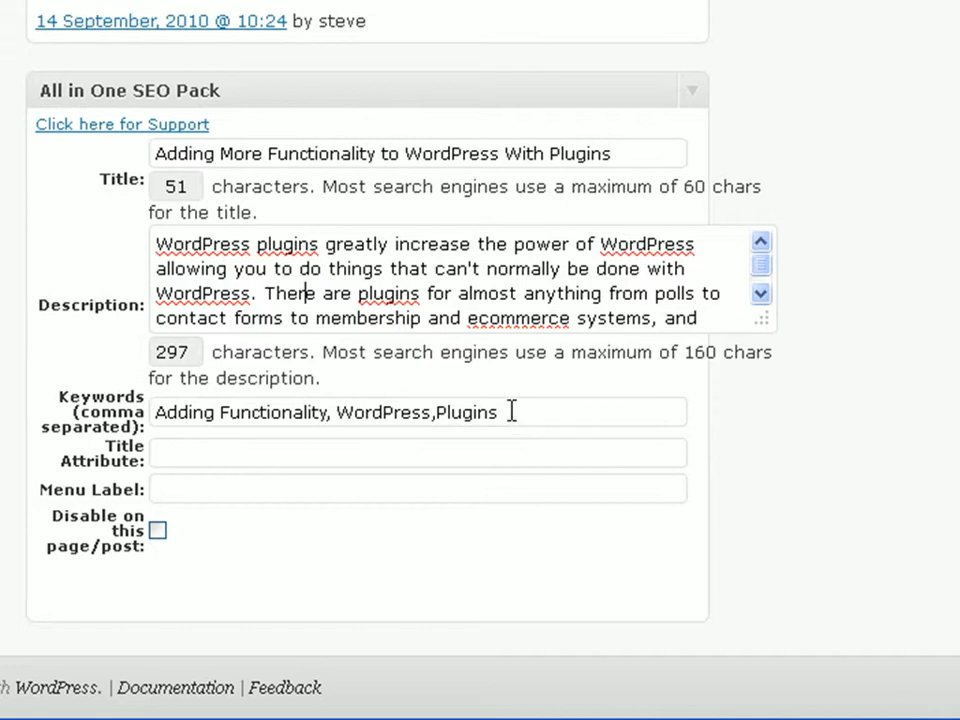 14 September, 2010 @ 10:24 by steve
All in One SEO Pack
Click here for Support
Adding More Functionality to WordPress With Plugins
Title:
51 characters. Most search engines use a maximum of 60 chars
for the title.
WordPress plugins greatly increase the power of WordPress
allowing you to do things that can't normally be done with
WordPress. There are plugins for almost anything from polls to
contact forms to membership and ecommerce systems, and
Description:
297 characters. Most search engines use a maximum of 160 chars
for the description.
Keywords
(comma
separated):
Adding Functionality, WordPress,Plugins
Title
Attribute:
Menu Label:
Disable on
this
page/post:
WordPress. | Documentation | Feedback